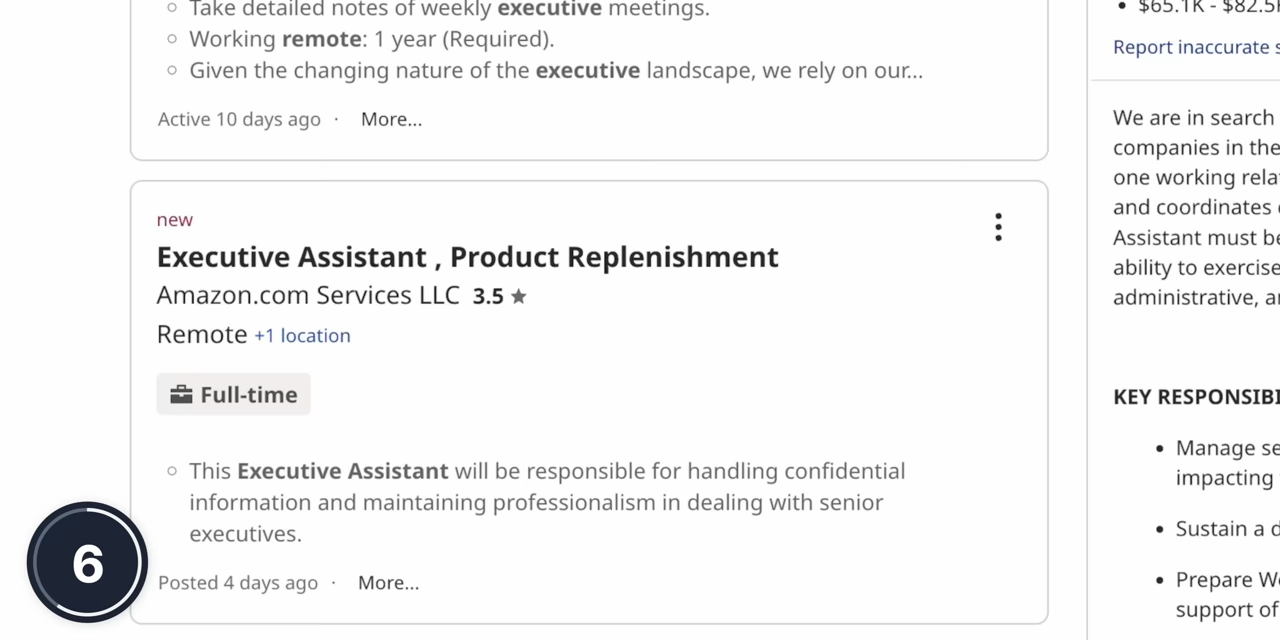 Take detailed notes of weekly executive meetings.
Working remote: 1 year (Required).
Given the changing nature of the executive landscape, we rely on our...
Active 10 days ago · More...
new
Executive Assistant , Product Replenishment
Amazon.com Services LLC 3.5 ★
Remote +1 location
Full-time
This Executive Assistant will be responsible for handling confidential
information and maintaining professionalism in dealing with senior
executives.
Posted 4 days ago · More...
6
$65.1K - $82.5
Report inaccurate s
We are in search
companies in the
one working rela
and coordinates
Assistant must be
ability to exercise
administrative, a
KEY RESPONSIBI
Manage se
impacting
Sustain a d
Prepare We
support of